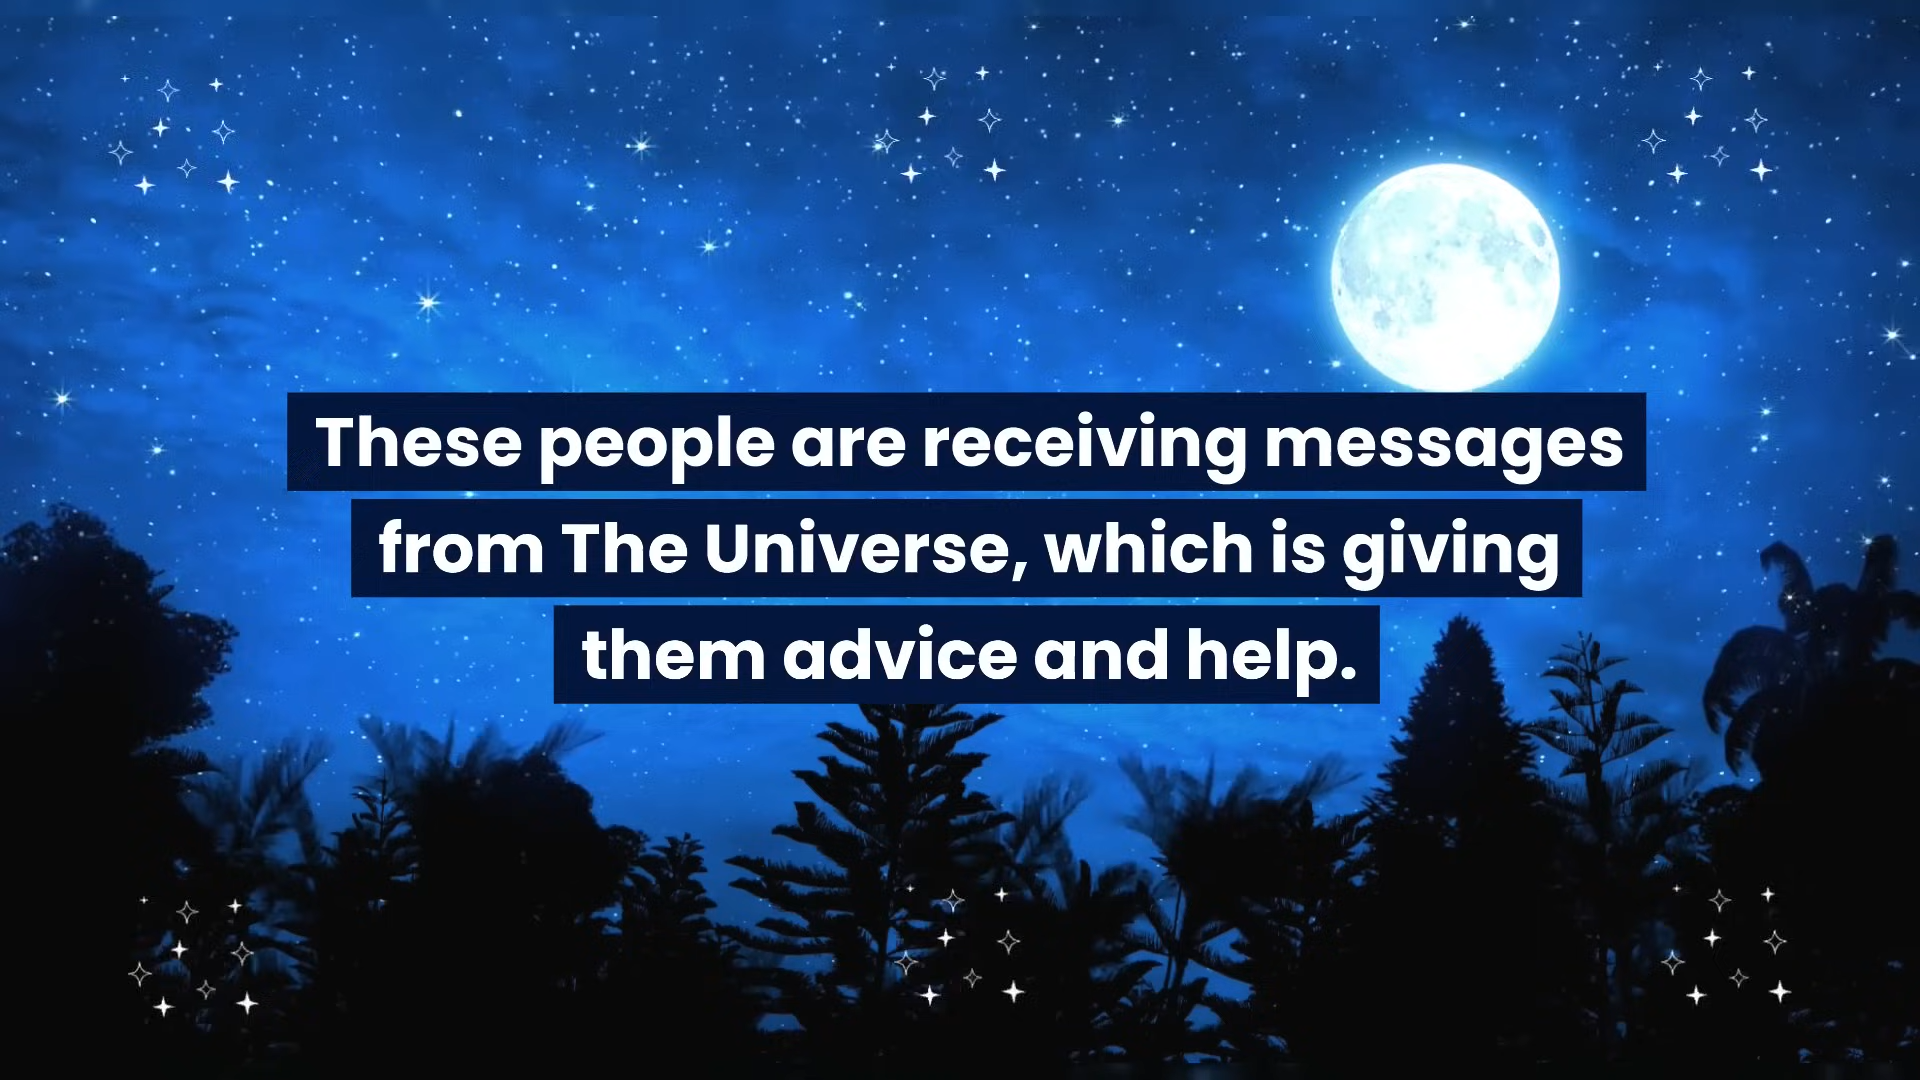 These people are receiving messages
from The Universe, which is giving
them advice and help.